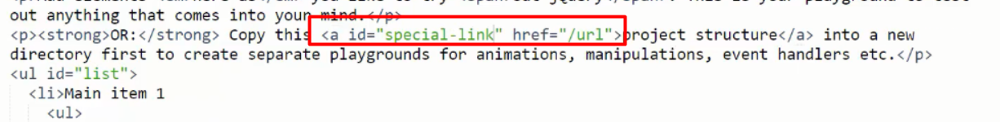 out anything that comes into your mind.</p>
<p><strong>OR:</strong> Copy this <a id="special-link" href="/url">project structure</a> into a new
directory first to create separate playgrounds for animations, manipulations, event handlers etc.</p>
<ul id="list">
<li>Main item 1
<ul>